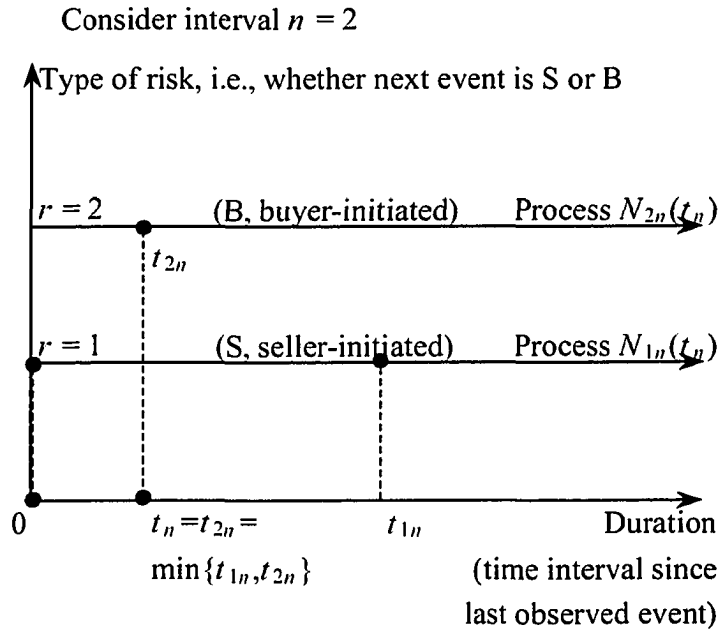 Consider interval n = 2
Type of risk, i.e., whether next event is S or B
r = 2 (B, buyer-initiated) Process N₂ₙ(tₙ)
t₂ₙ
r = 1 (S, seller-initiated) Process N₁ₙ(tₙ)
0 tₙ = t₂ₙ = t₁ₙ Duration
min{t₁ₙ,t₂ₙ} (time interval since
last observed event)